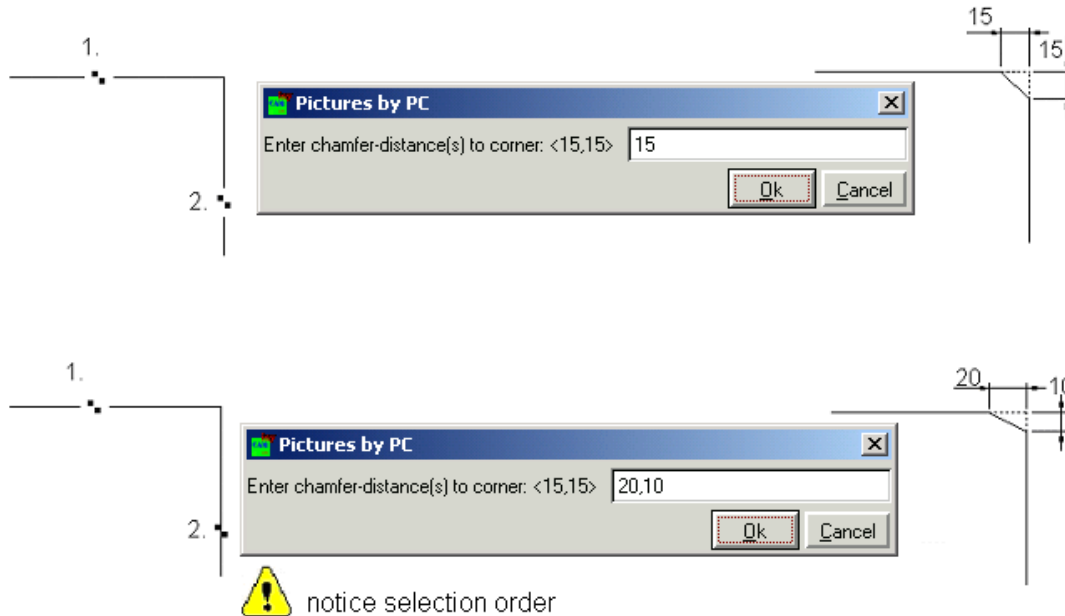 15
1.
15,
Pictures by PC
Enter chamfer-distance(s) to corner: <15,15> 15
2.
Ok Cancel
1.
20
10
Pictures by PC
Enter chamfer-distance(s) to corner: <15,15> 20,10
2.
Ok Cancel
notice selection order